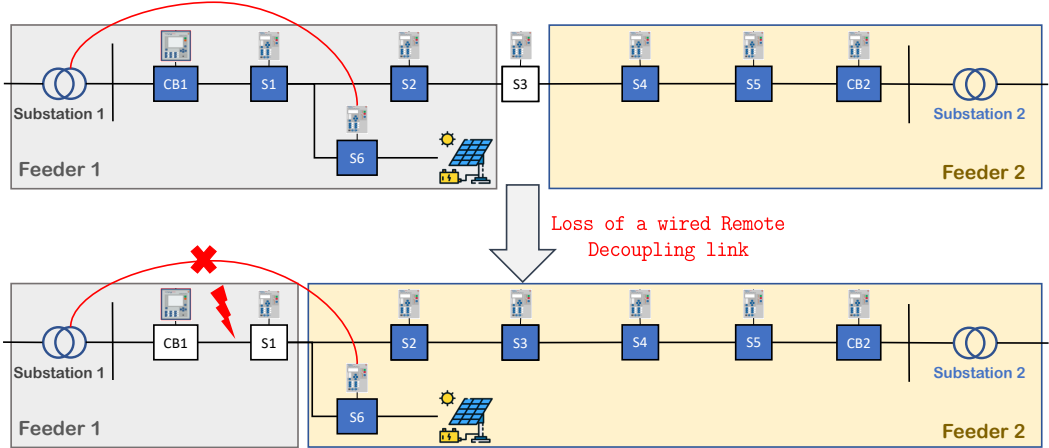 CB1
S1
S2
S3
S4
S5
CB2
Substation 1
Substation 2
S6
Feeder 1
Feeder 2
Loss of a wired Remote
Decoupling link
CB1
S1
S2
S3
S4
S5
CB2
Substation 1
Substation 2
S6
Feeder 1
Feeder 2